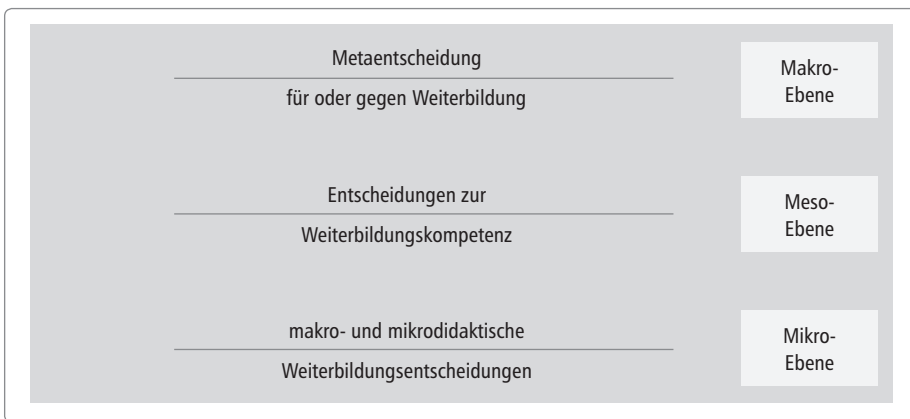 Metaentscheidung
für oder gegen Weiterbildung
Makro-
Ebene
Entscheidungen zur
Weiterbildungskompetenz
Meso-
Ebene
makro- und mikrodidaktische
Weiterbildungsentscheidungen
Mikro-
Ebene